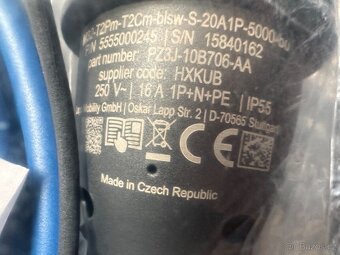 -T2Pm-T2Cm-blsw-S-20A1P-5000-
P/N 5555000245 | S/N 15840162
part number: PZ3J-10B706-AA
supplier code: HXKUB
250 V~ | 16 A 1P+N+PE | IP55
Mobility GmbH | Oskar Lapp Str. 2 | D-70565 Stuttgart
CE
Made in Czech Republic